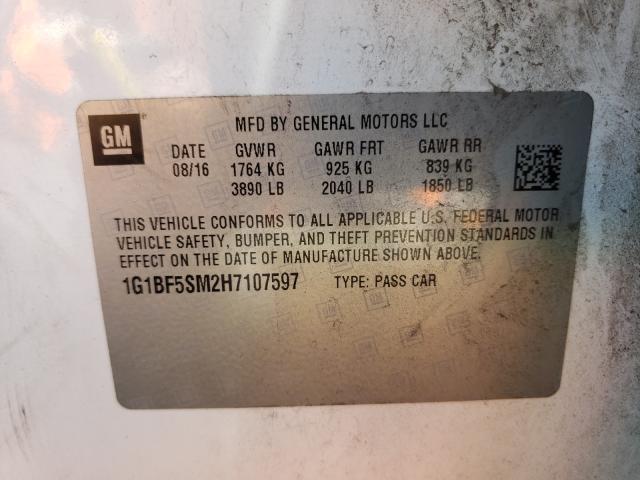 GM
MFD BY GENERAL MOTORS LLC
DATE GVWR GAWR FRT GAWR RR
08/16 1764 KG 925 KG 839 KG
3890 LB 2040 LB 1850 LB
THIS VEHICLE CONFORMS TO ALL APPLICABLE U.S. FEDERAL MOTOR
VEHICLE SAFETY, BUMPER, AND THEFT PREVENTION STANDARDS IN
EFFECT ON THE DATE OF MANUFACTURE SHOWN ABOVE.
1G1BF5SM2H7107597 TYPE: PASS CAR